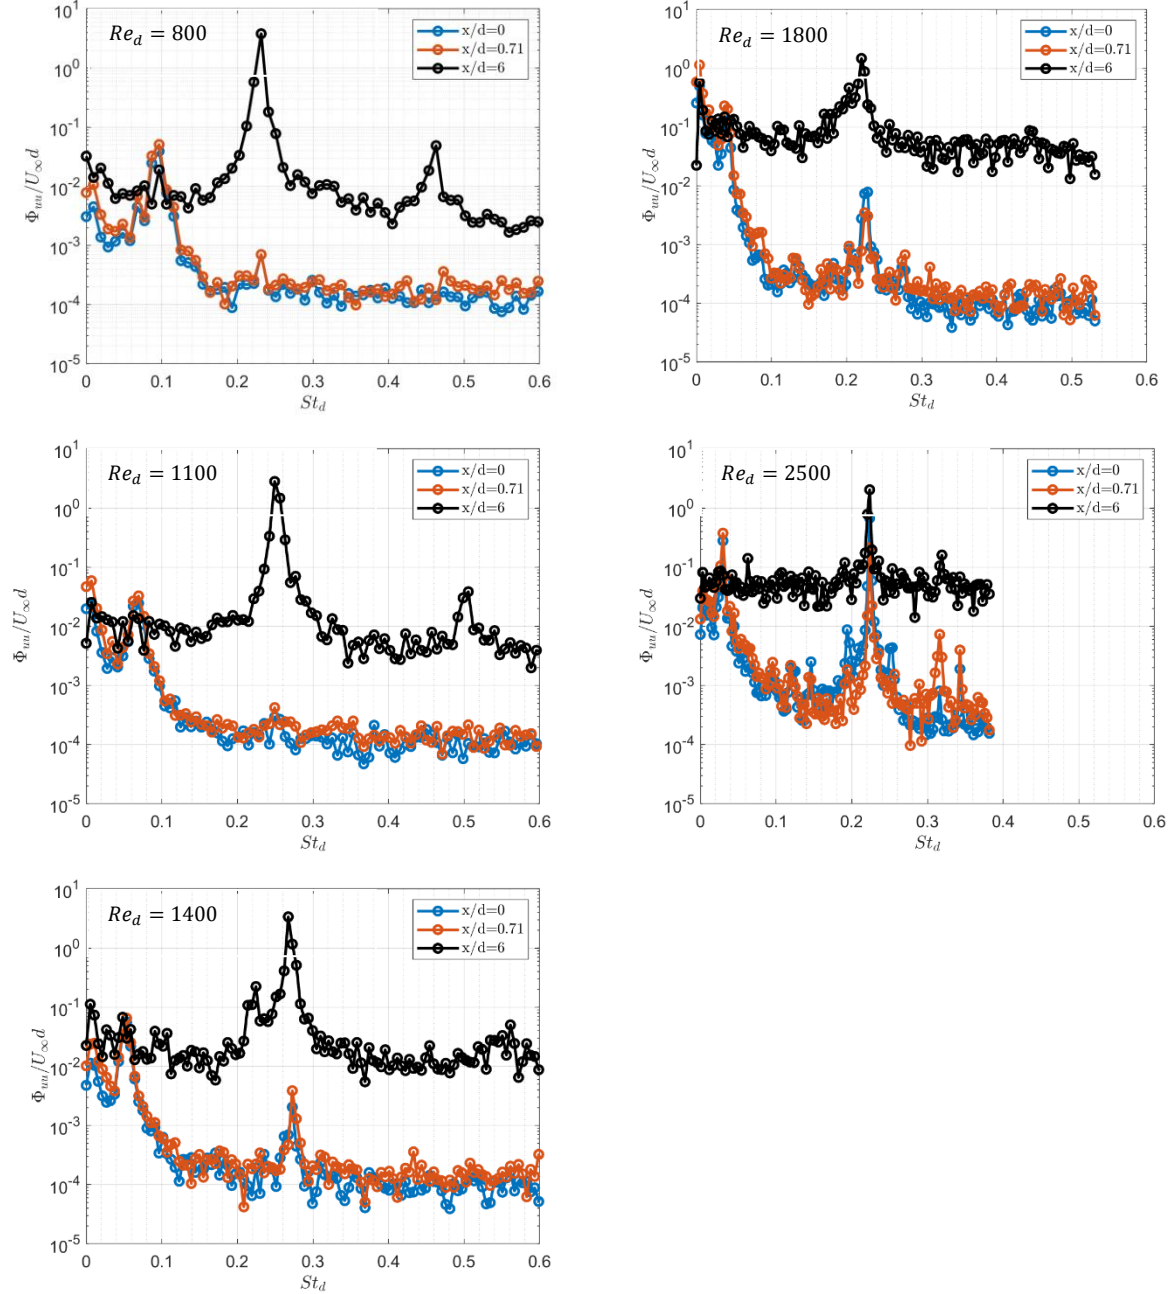 Re_d = 800
x/d=0
x/d=0.71
x/d=6
10^1
10^0
10^-1
10^-2
10^-3
10^-4
10^-5
Φ_uu/U_∞d
0 0.1 0.2 0.3 0.4 0.5 0.6
St_d
Re_d = 1800
x/d=0
x/d=0.71
x/d=6
10^1
10^0
10^-1
10^-2
10^-3
10^-4
10^-5
Φ_uu/U_∞d
0 0.1 0.2 0.3 0.4 0.5 0.6
St_d
Re_d = 1100
x/d=0
x/d=0.71
x/d=6
10^1
10^0
10^-1
10^-2
10^-3
10^-4
10^-5
Φ_uu/U_∞d
0 0.1 0.2 0.3 0.4 0.5 0.6
St_d
Re_d = 2500
x/d=0
x/d=0.71
x/d=6
10^1
10^0
10^-1
10^-2
10^-3
10^-4
10^-5
Φ_uu/U_∞d
0 0.1 0.2 0.3 0.4 0.5 0.6
St_d
Re_d = 1400
x/d=0
x/d=0.71
x/d=6
10^1
10^0
10^-1
10^-2
10^-3
10^-4
10^-5
Φ_uu/U_∞d
0 0.1 0.2 0.3 0.4 0.5 0.6
St_d